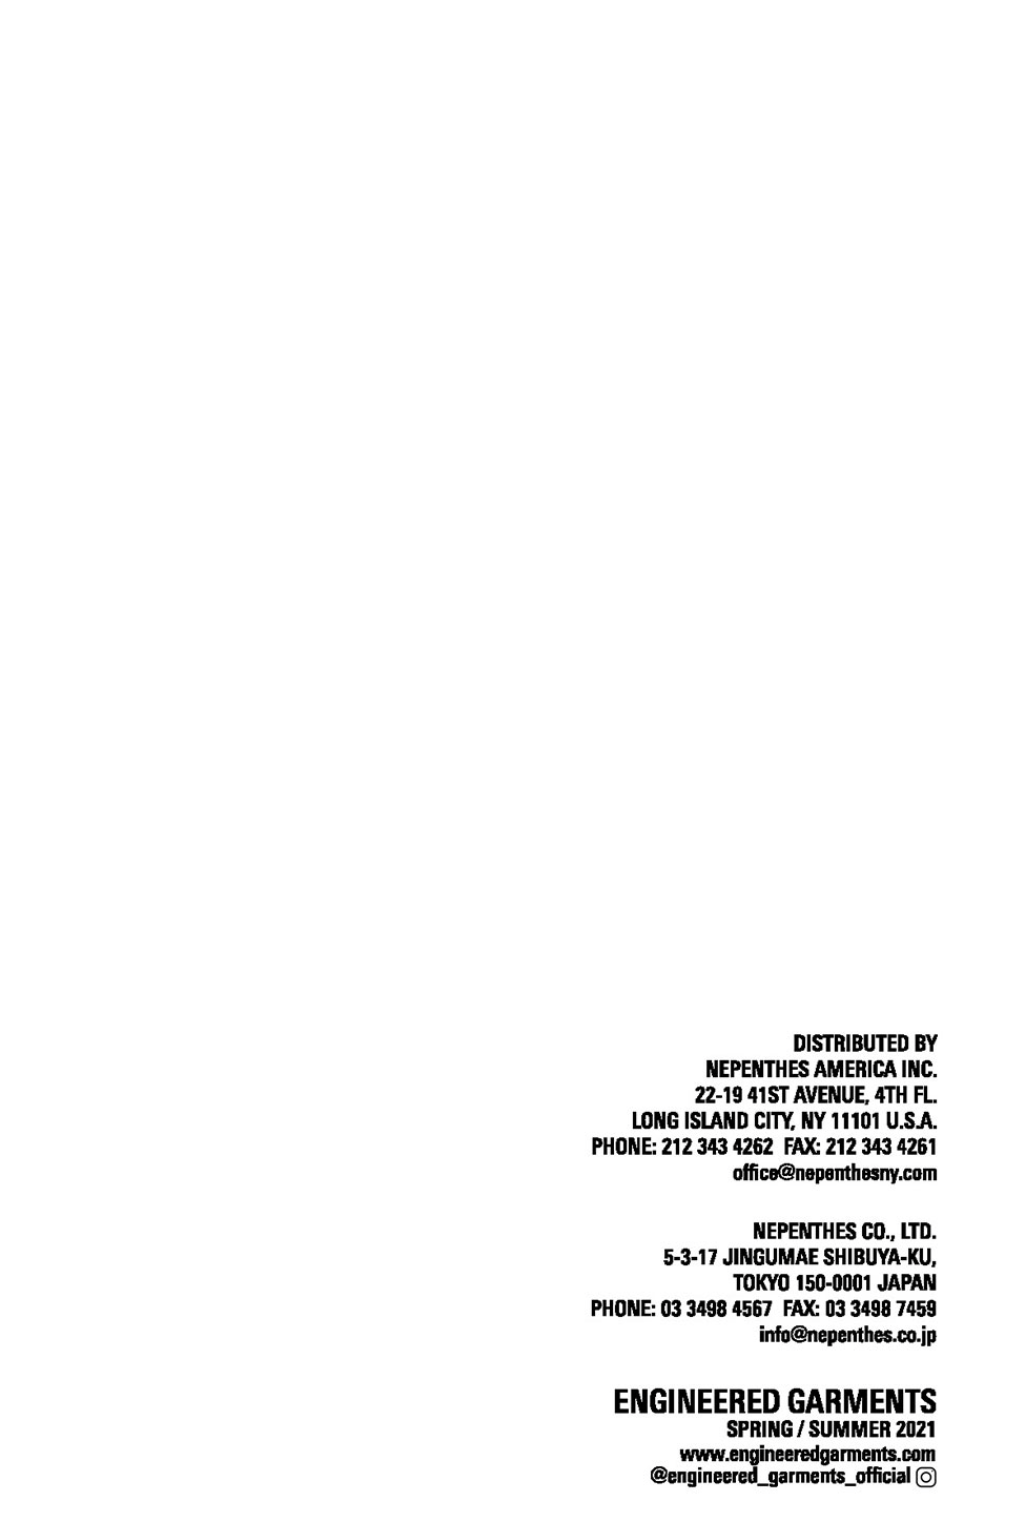 DISTRIBUTED BY
NEPENTHES AMERICA INC.
22-19 41ST AVENUE, 4TH FL.
LONG ISLAND CITY, NY 11101 U.S.A.
PHONE: 212 343 4262  FAX: 212 343 4261
office@nepenthesny.com
NEPENTHES CO., LTD.
5-3-17 JINGUMAE SHIBUYA-KU,
TOKYO 150-0001 JAPAN
PHONE: 03 3498 4567  FAX: 03 3498 7459
info@nepenthes.co.jp
ENGINEERED GARMENTS
SPRING / SUMMER 2021
www.engineeredgarments.com
@engineered_garments_official